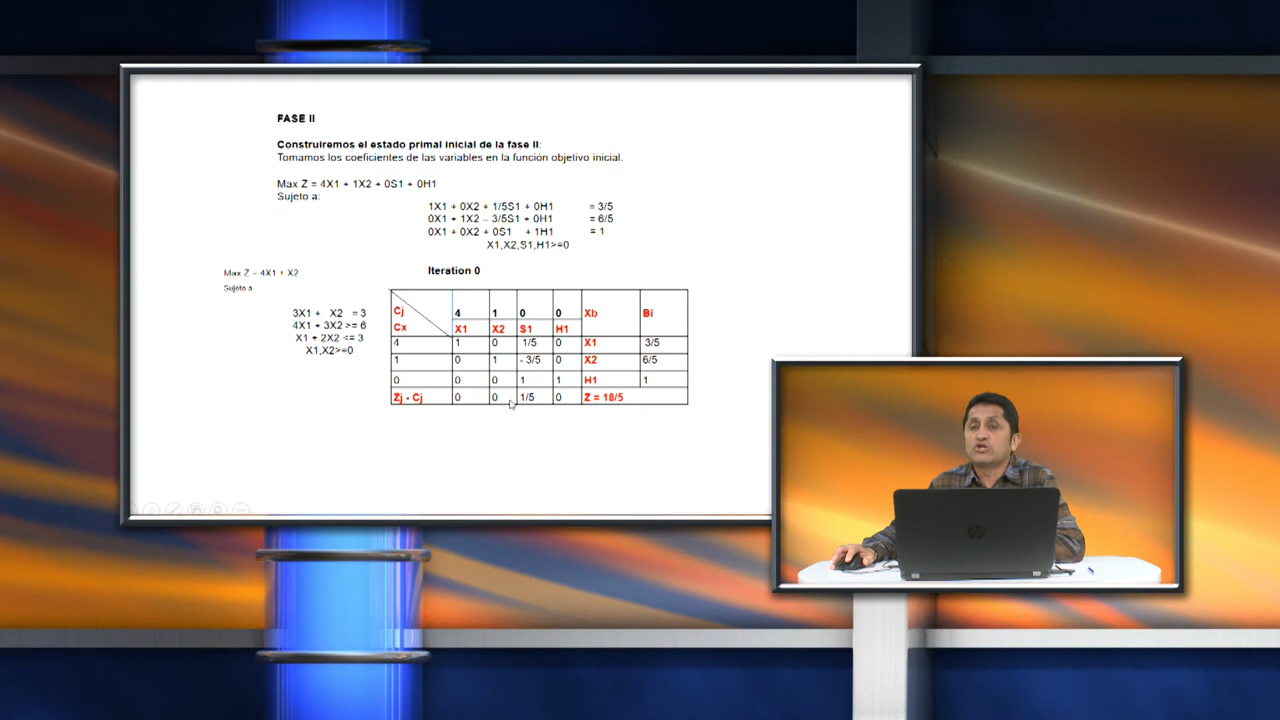 FASE II
Construiremos el estado primal inicial de la fase II:
Tomamos los coeficientes de las variables en la función objetivo inicial.
Max Z = 4X1 + 1X2 + 0S1 + 0H1
Sujeto a:
1X1 + 0X2 + 1/5S1 + 0H1 = 3/5
0X1 + 1X2 – 3/5S1 + 0H1 = 6/5
0X1 + 0X2 + 0S1 + 1H1 = 1
X1,X2,S1,H1>=0
Max Z = 4X1 + X2
Sujeto a
3X1 + X2 = 3
4X1 + 3X2 >= 6
X1 + 2X2 <= 3
X1,X2>=0
Iteration 0
Cj 4 1 0 0 Xb Bi
Cx X1 X2 S1 H1
4 1 0 1/5 0 X1 3/5
1 0 1 - 3/5 0 X2 6/5
0 0 0 1 1 H1 1
Zj - Cj 0 0 1/5 0 Z = 18/5
hp